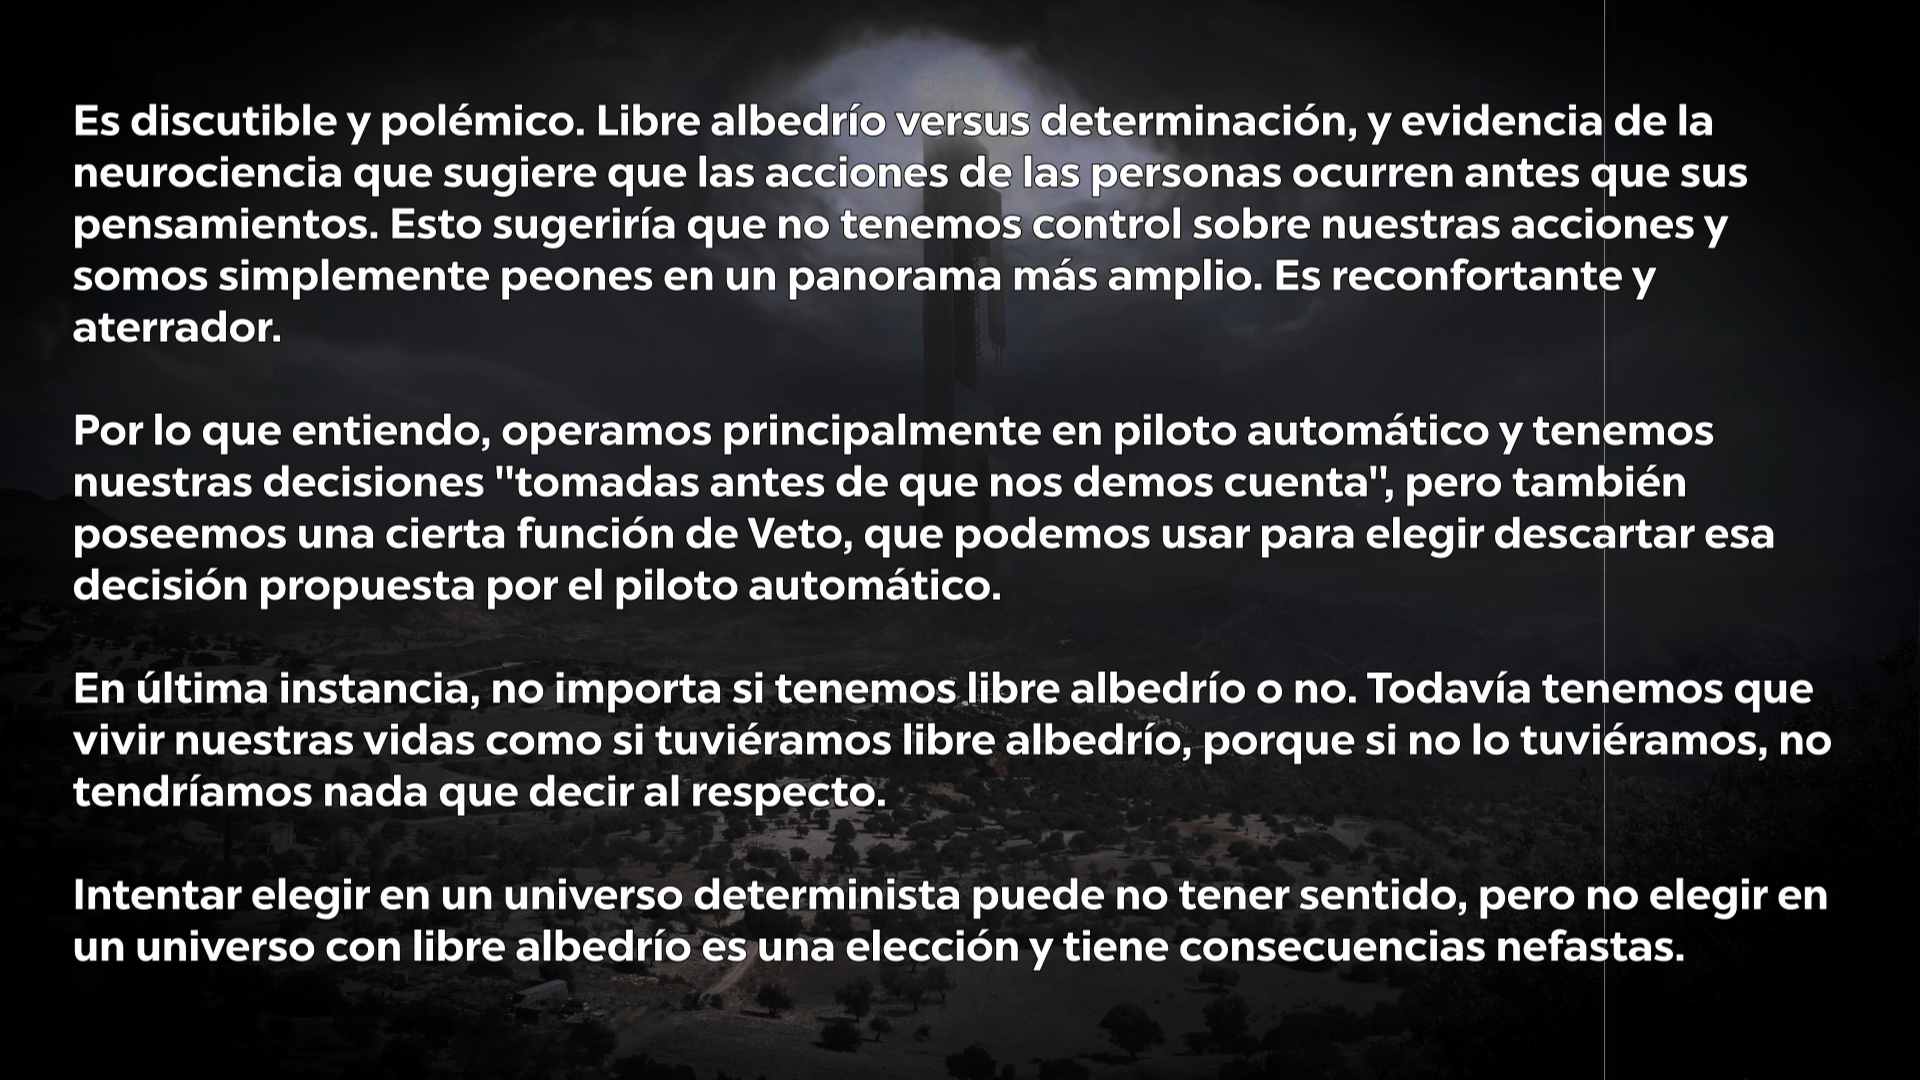 Es discutible y polémico. Libre albedrío versus determinación, y evidencia de la
neurociencia que sugiere que las acciones de las personas ocurren antes que sus
pensamientos. Esto sugeriría que no tenemos control sobre nuestras acciones y
somos simplemente peones en un panorama más amplio. Es reconfortante y
aterrador.
Por lo que entiendo, operamos principalmente en piloto automático y tenemos
nuestras decisiones "tomadas antes de que nos demos cuenta", pero también
poseemos una cierta función de Veto, que podemos usar para elegir descartar esa
decisión propuesta por el piloto automático.
En última instancia, no importa si tenemos libre albedrío o no. Todavía tenemos que
vivir nuestras vidas como si tuviéramos libre albedrío, porque si no lo tuviéramos, no
tendríamos nada que decir al respecto.
Intentar elegir en un universo determinista puede no tener sentido, pero no elegir en
un universo con libre albedrío es una elección y tiene consecuencias nefastas.